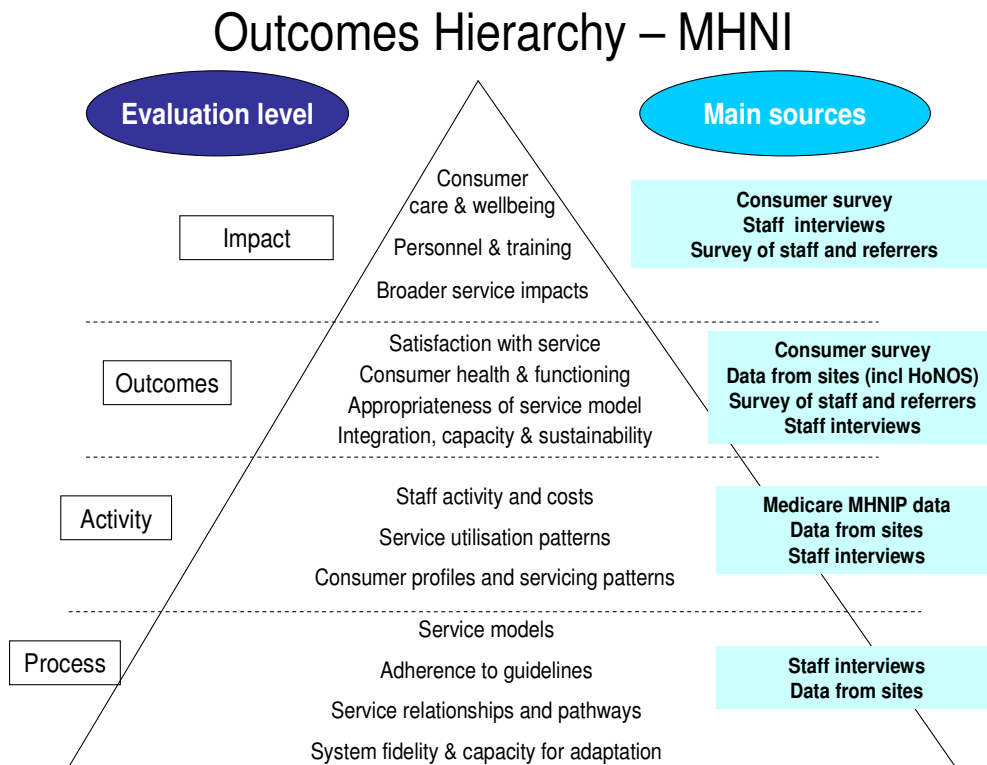 Outcomes Hierarchy – MHNI
Evaluation level
Main sources
Impact
Consumer
care & wellbeing
Personnel & training
Broader service impacts
Consumer survey
Staff interviews
Survey of staff and referrers
Outcomes
Satisfaction with service
Consumer health & functioning
Appropriateness of service model
Integration, capacity & sustainability
Consumer survey
Data from sites (incl HoNOS)
Survey of staff and referrers
Staff interviews
Activity
Staff activity and costs
Service utilisation patterns
Consumer profiles and servicing patterns
Medicare MHNIP data
Data from sites
Staff interviews
Process
Service models
Adherence to guidelines
Service relationships and pathways
System fidelity & capacity for adaptation
Staff interviews
Data from sites